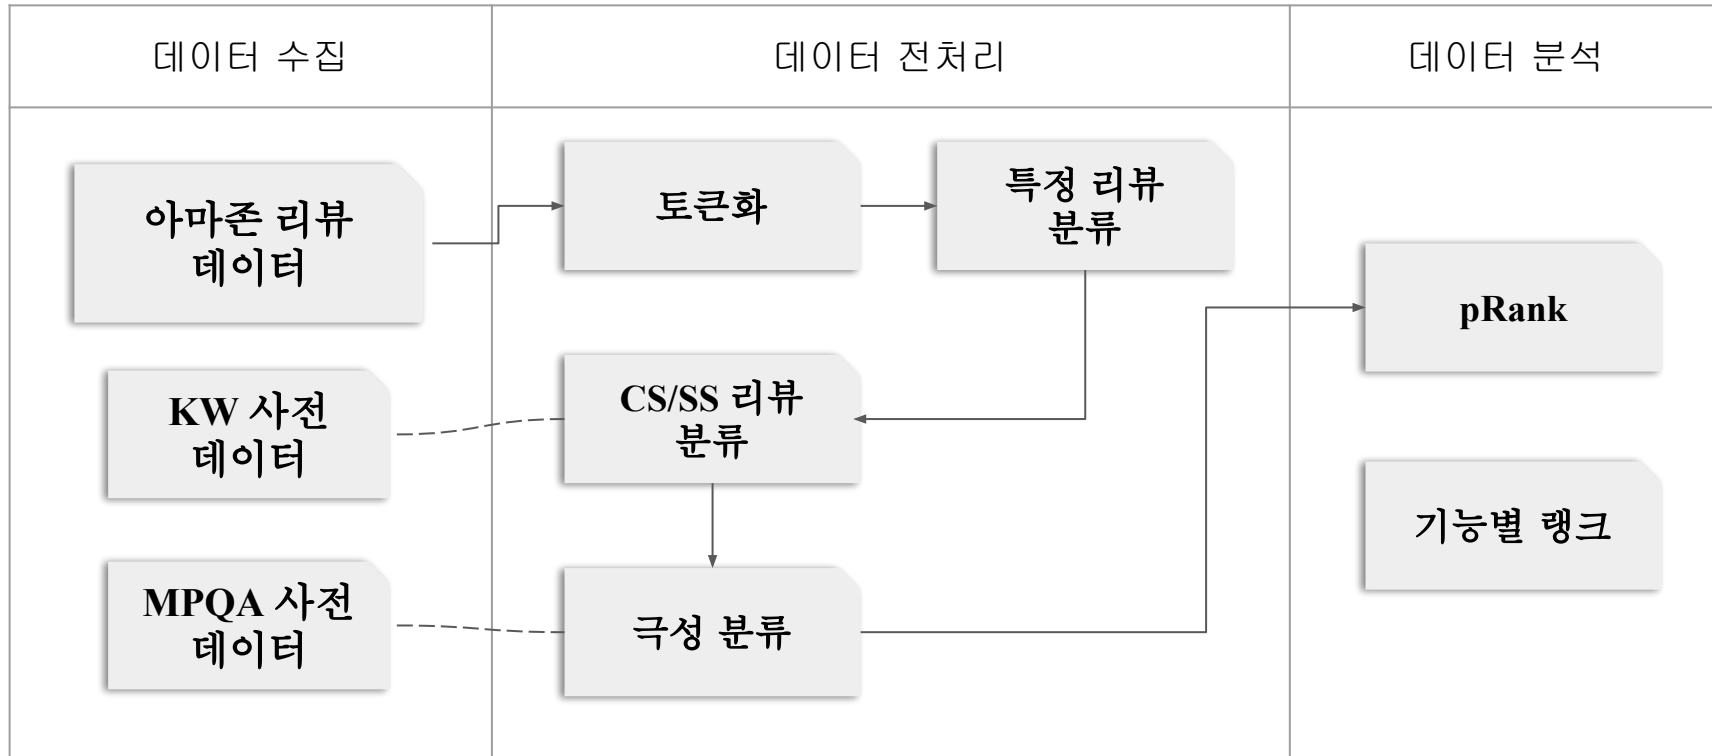 데이터 수집
데이터 전처리
데이터 분석
아마존 리뷰
데이터
토큰화
특정 리뷰
분류
pRank
KW 사전
데이터
CS/SS 리뷰
분류
기능별 랭크
MPQA 사전
데이터
극성 분류